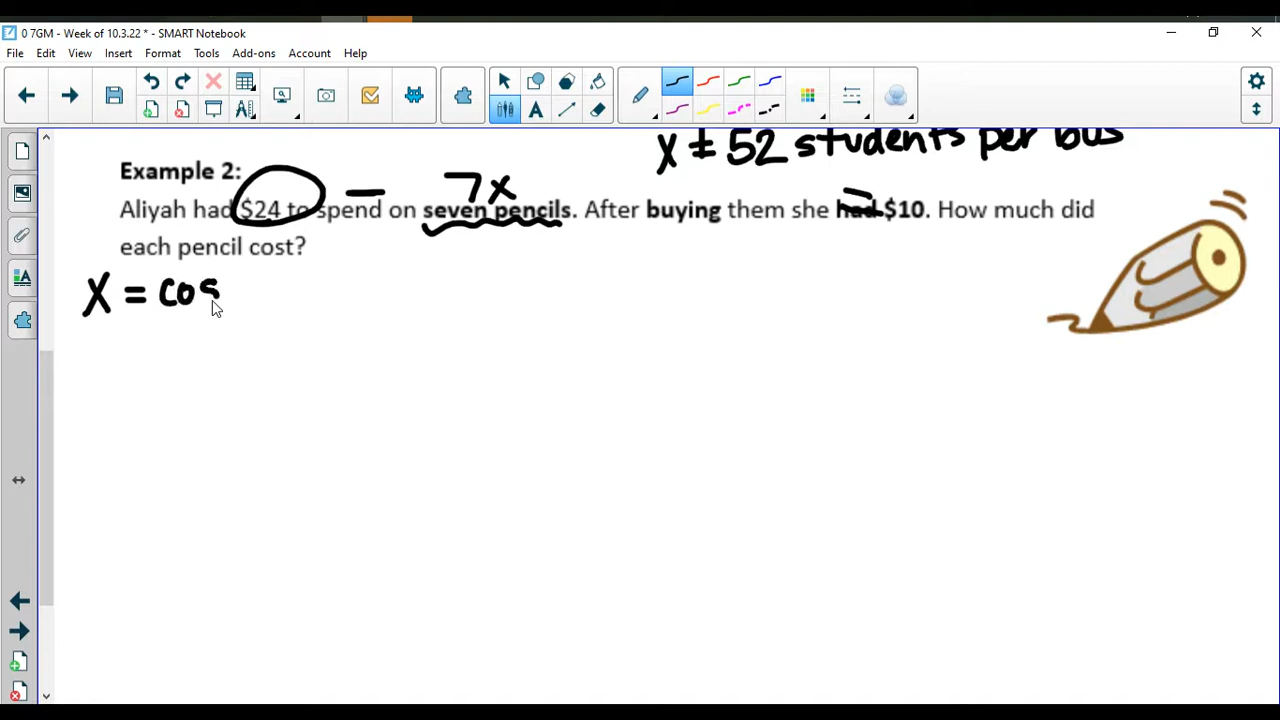 0 7GM - Week of 10.3.22 * - SMART Notebook
File Edit View Insert Format Tools Add-ons Account Help
x = 52 students per bus
Example 2:
— 7x =
Aliyah had $24 to spend on seven pencils. After buying them she had $10. How much did
each pencil cost?
X = cos